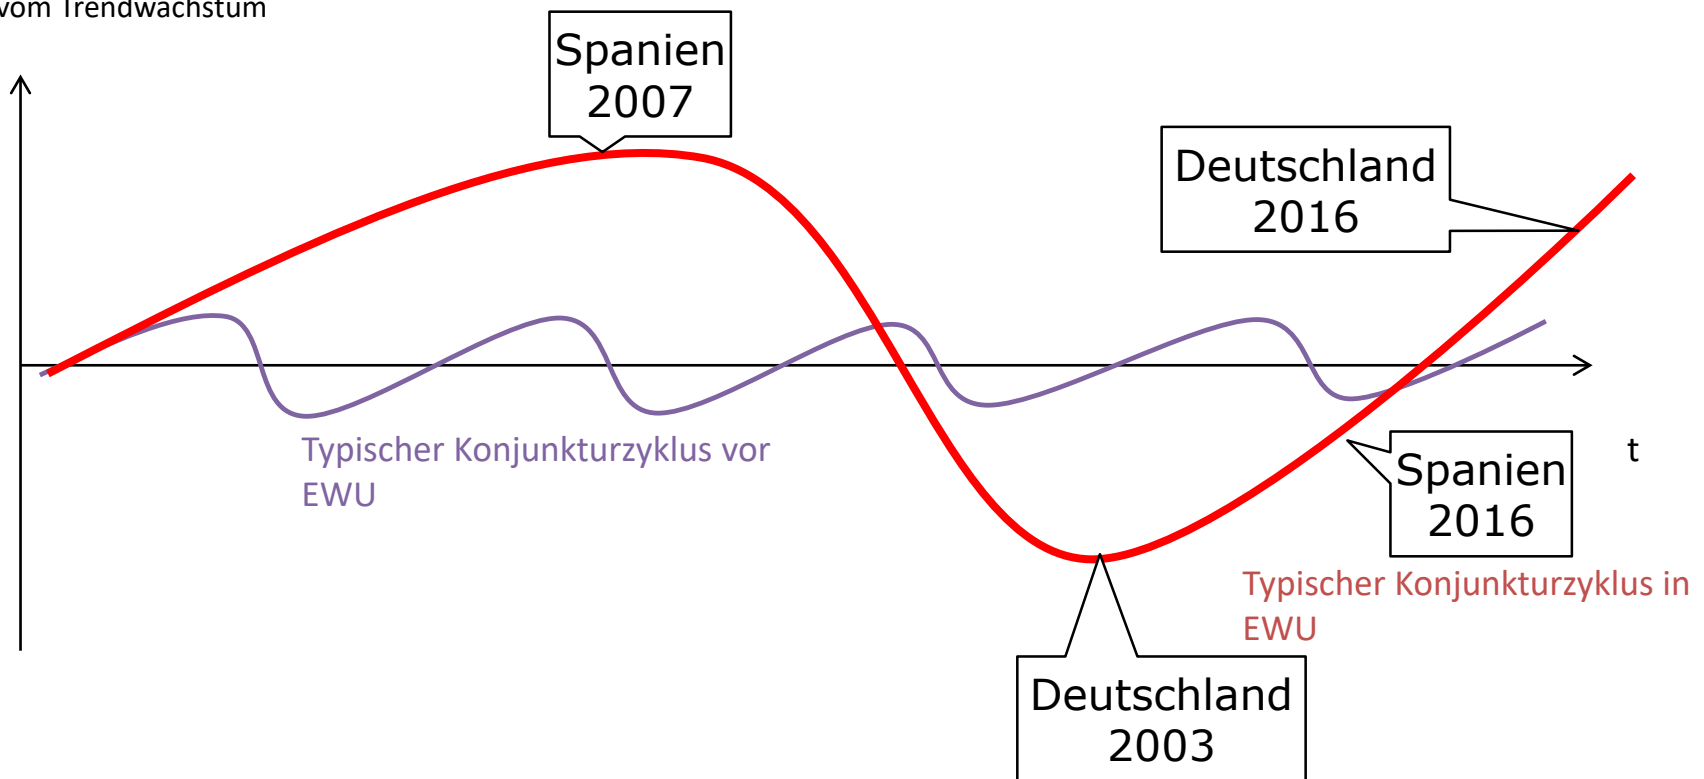 vom Trendwachstum
Spanien
2007
Deutschland
2016
Typischer Konjunkturzyklus vor
EWU
t
Spanien
2016
Typischer Konjunkturzyklus in
EWU
Deutschland
2003